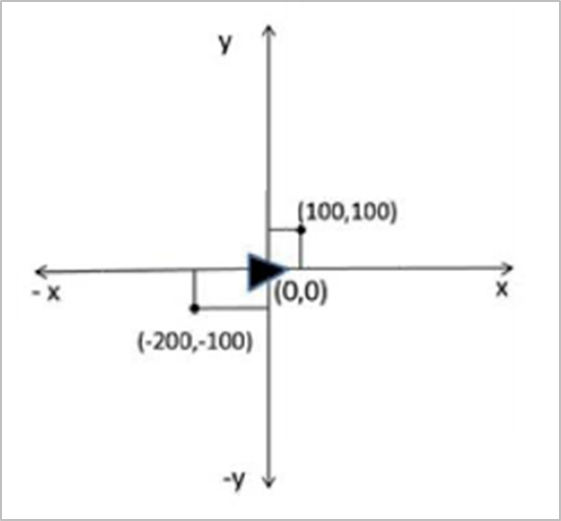 y
(100,100)
- x
(0,0)
x
(-200,-100)
-y